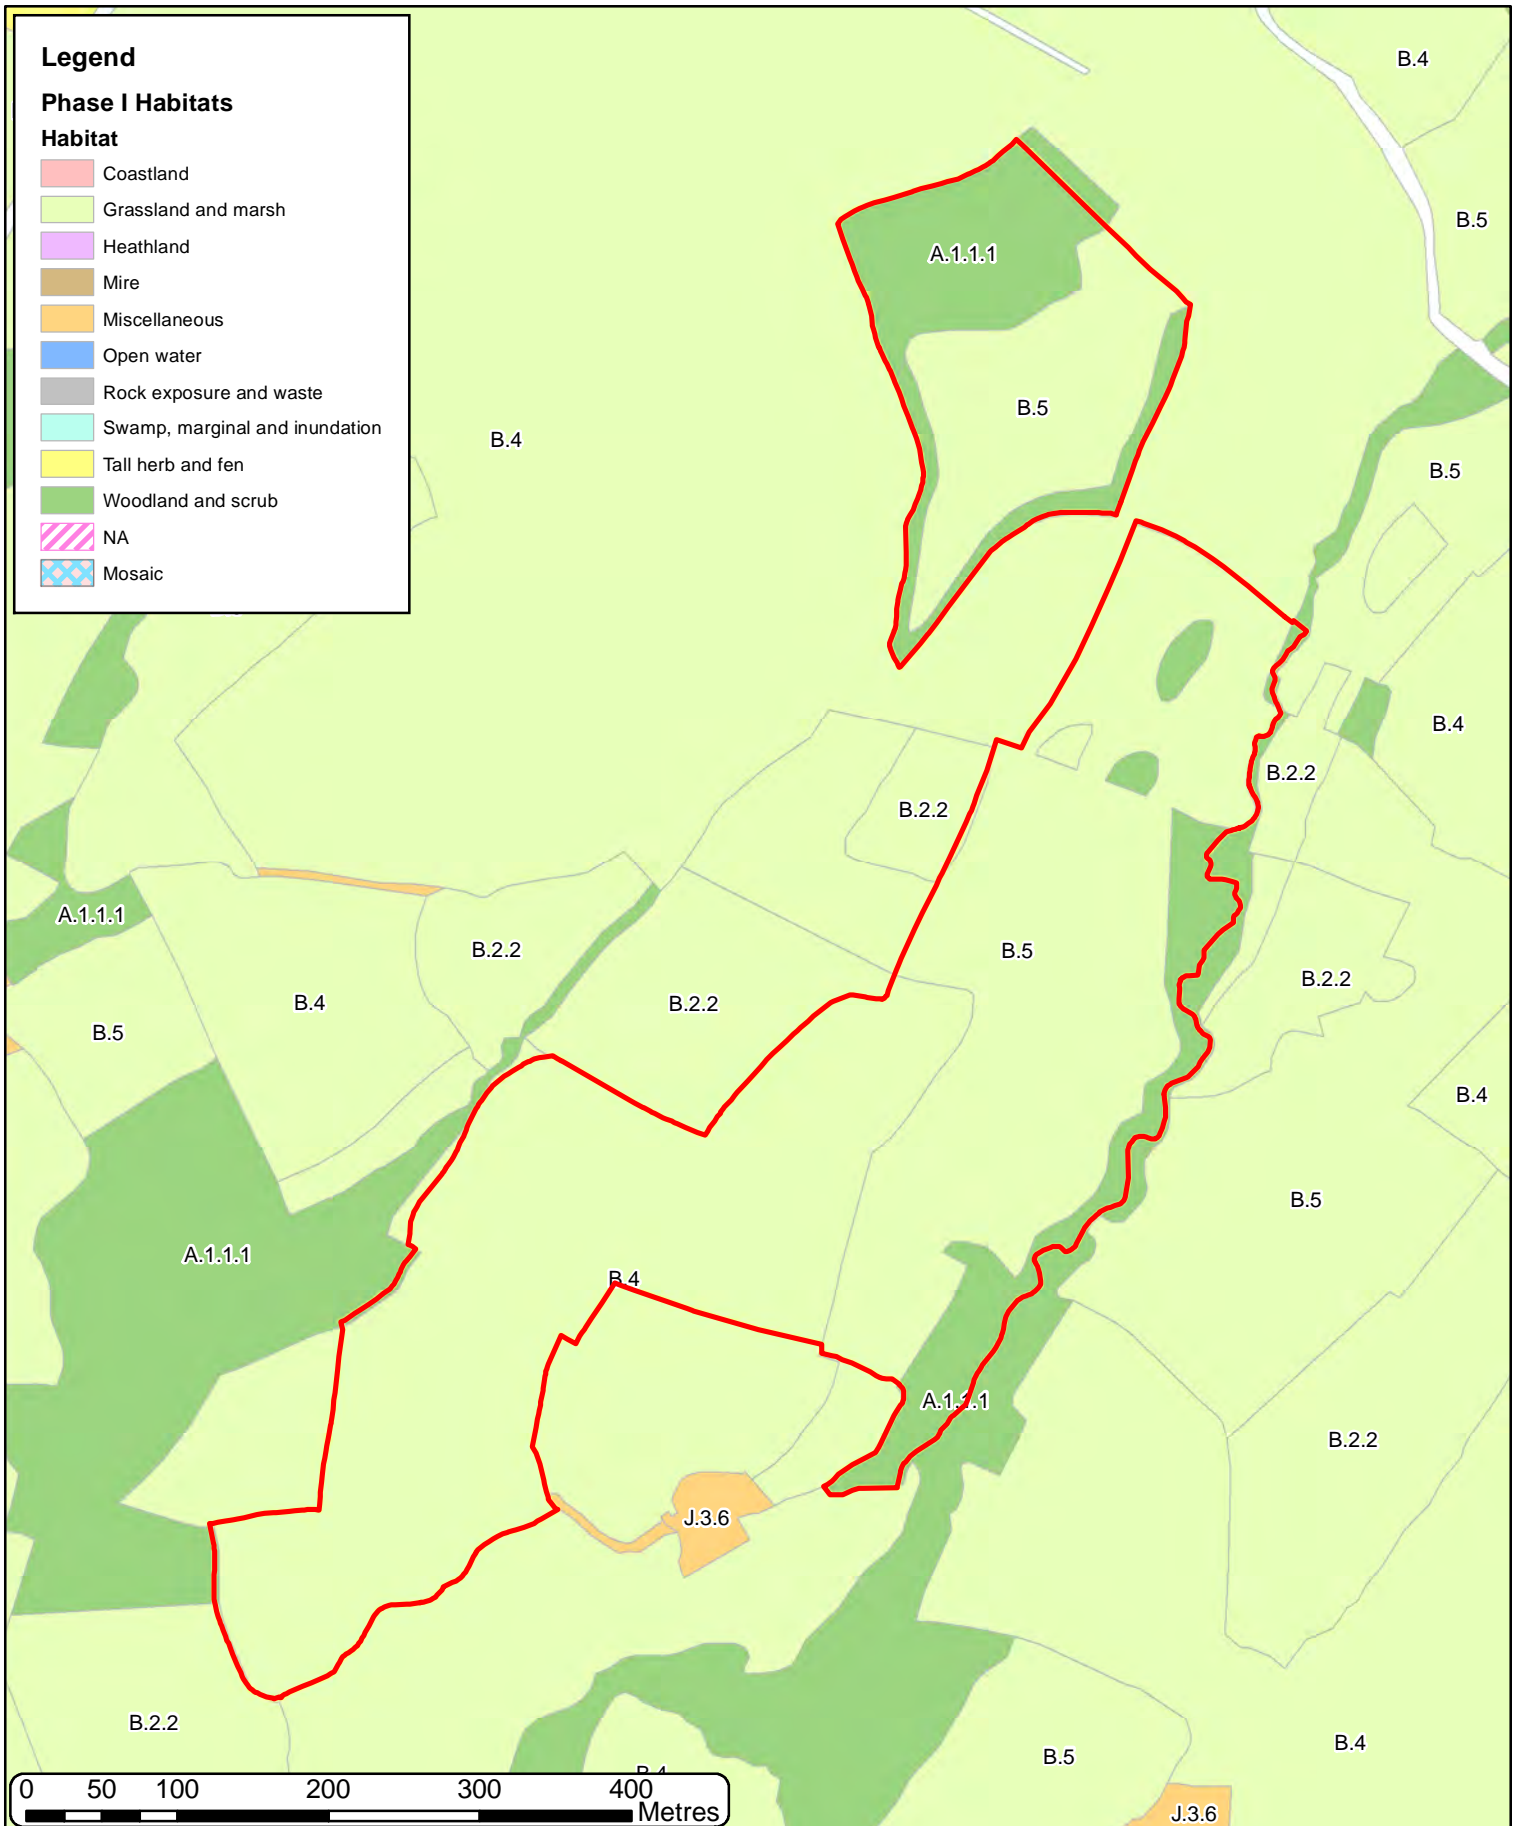 Legend
Phase I Habitats
Habitat
Coastland
Grassland and marsh
Heathland
Mire
Miscellaneous
Open water
Rock exposure and waste
Swamp, marginal and inundation
Tall herb and fen
Woodland and scrub
NA
Mosaic
B.4
B.5
A.1.1.1
B.5
B.4
B.5
B.4
B.2.2
B.2.2
A.1.1.1
B.2.2
B.5
B.2.2
B.2.2
B.4
B.5
B.4
B.5
A.1.1.1
B.4
A.1.1.1
B.2.2
J.3.6
B.2.2
B.4
B.5
B.4
J.3.6
0 50 100 200 300 400
Metres